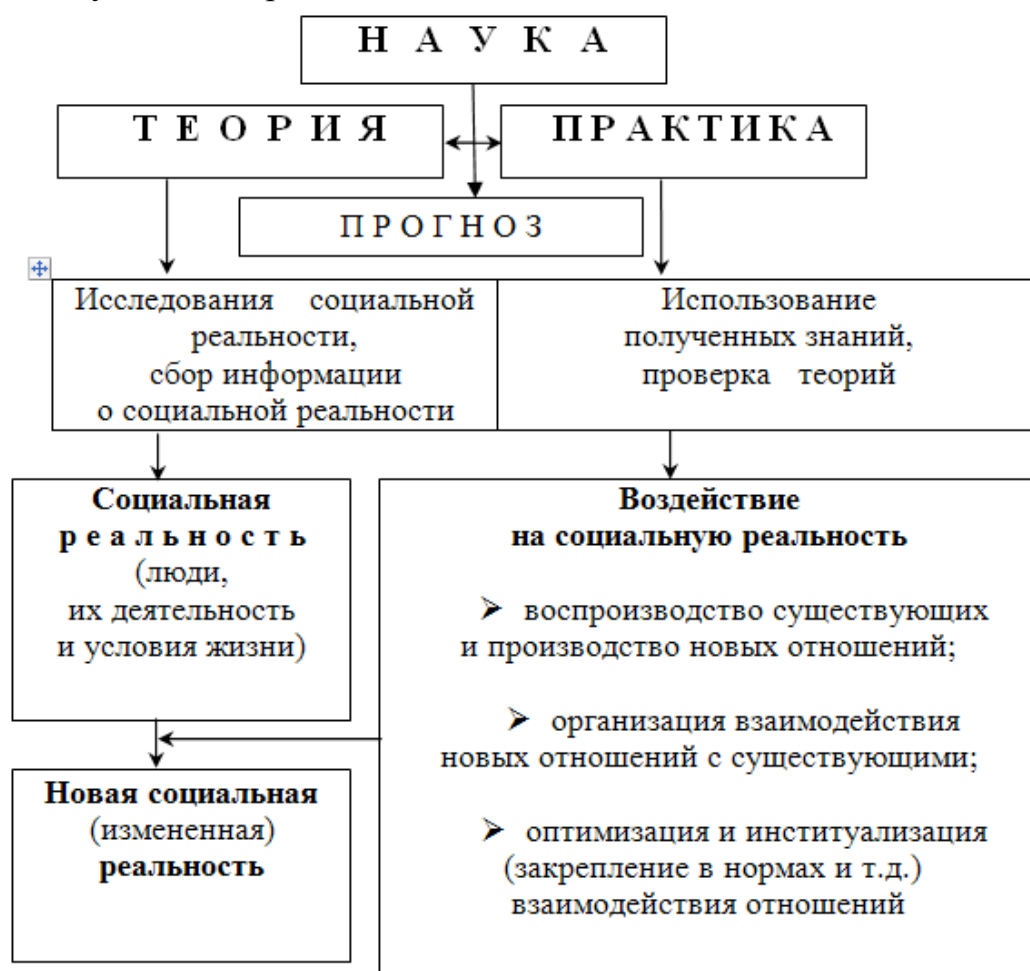 Н А У К А
Т Е О Р И Я
П Р А К Т И К А
П Р О Г Н О З
Исследования социальной
реальности,
сбор информации
о социальной реальности
Использование
полученных знаний,
проверка теорий
Социальная
р е а л ь н о с т ь
(люди,
их деятельность
и условия жизни)
Воздействие
на социальную реальность
➢ воспроизводство существующих
и производство новых отношений;
➢ организация взаимодействия
новых отношений с существующими;
➢ оптимизация и институализация
(закрепление в нормах и т.д.)
взаимодействия отношений
Новая социальная
(измененная)
реальность